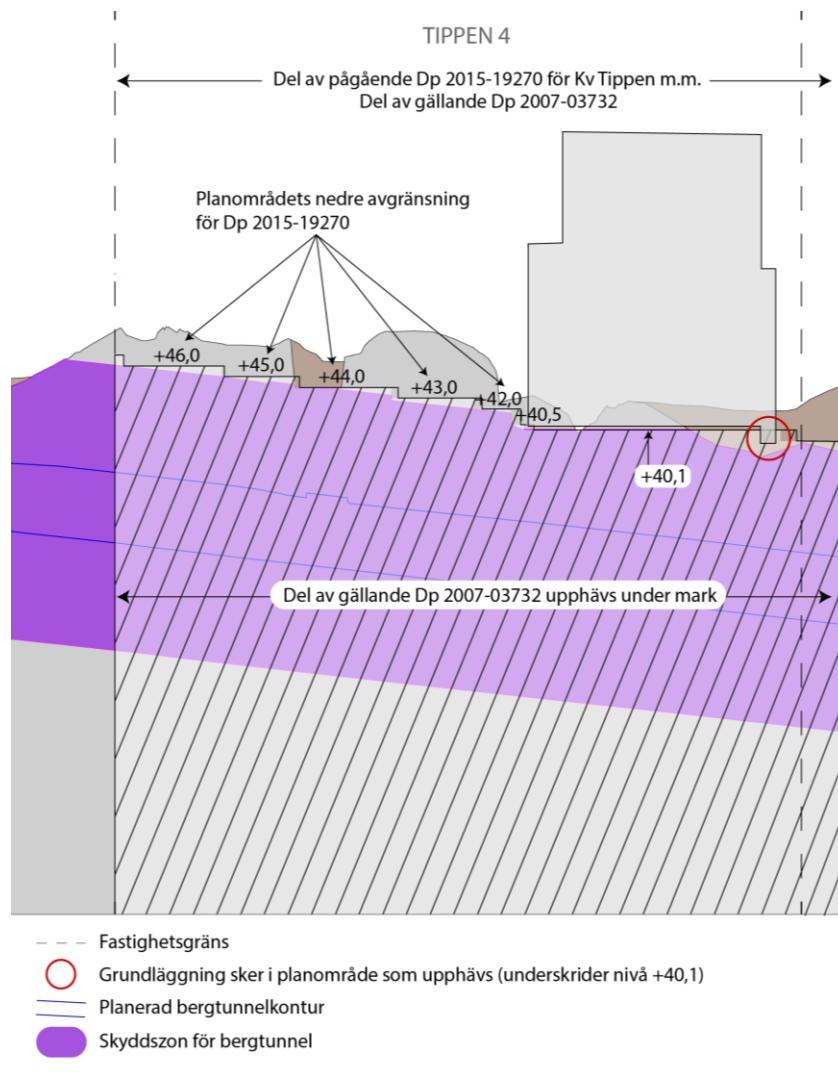 TIPPEN 4
Del av pågående Dp 2015-19270 för Kv Tippen m.m.
Del av gällande Dp 2007-03732
Planområdets nedre avgränsning
för Dp 2015-19270
+46,0
+45,0
+44,0
+43,0
+42,0
+40,5
+40,1
Del av gällande Dp 2007-03732 upphävs under mark
Fastighetsgräns
Grundläggning sker i planområde som upphävs (underskrider nivå +40,1)
Planerad bergtunnelkontur
Skyddszon för bergtunnel